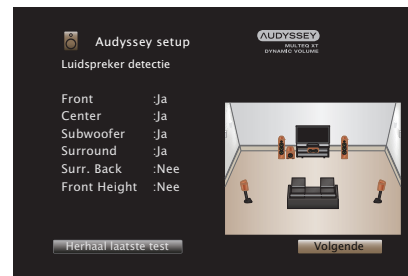 Audyssey setup
AUDYSSEY
MULTEQ XT
DYNAMIC VOLUME
Luidspreker detectie
Front :Ja
Center :Ja
Subwoofer :Ja
Surround :Ja
Surr. Back :Nee
Front Height :Nee
Herhaal laatste test
Volgende